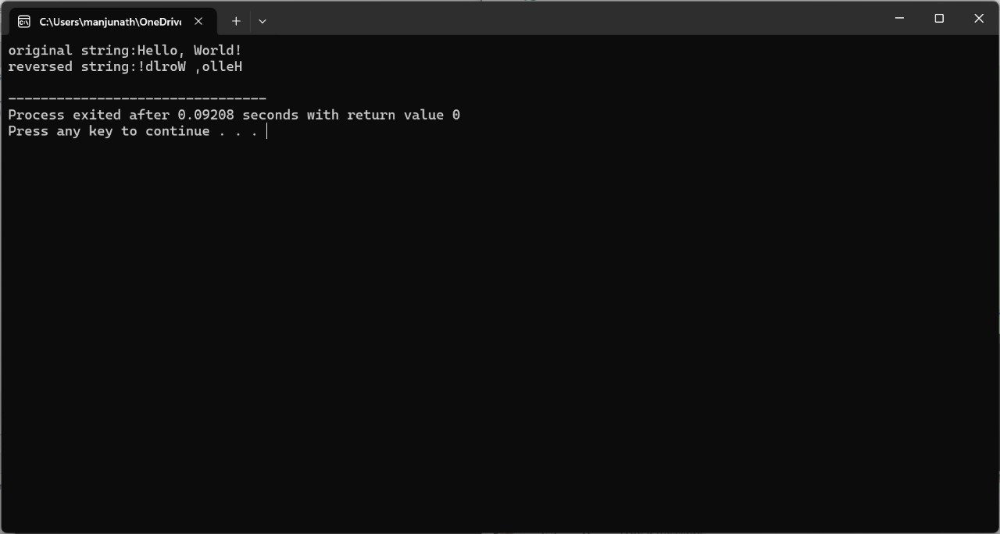 C:\Users\manjunath\OneDrive
original string:Hello, World!
reversed string:!dlroW ,olleH
--------------------------------
Process exited after 0.09208 seconds with return value 0
Press any key to continue . . .